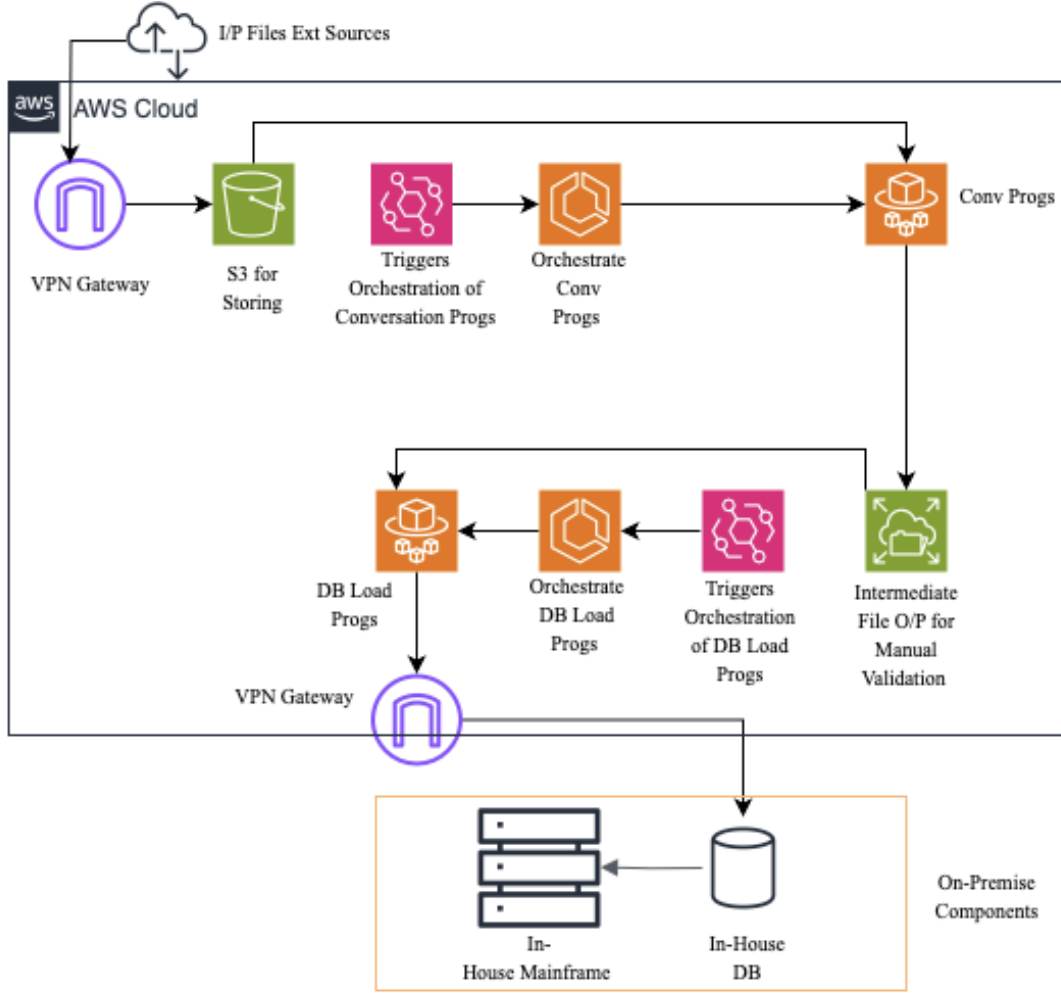 I/P Files Ext Sources
aws
AWS Cloud
VPN Gateway
S3 for
Storing
Triggers
Orchestration of
Conversation Progs
Orchestrate
Conv
Progs
Conv Progs
DB Load
Progs
Orchestrate
DB Load
Progs
Triggers
Orchestration
of DB Load
Progs
Intermediate
File O/P for
Manual
Validation
VPN Gateway
In-
House Mainframe
In-House
DB
On-Premise
Components